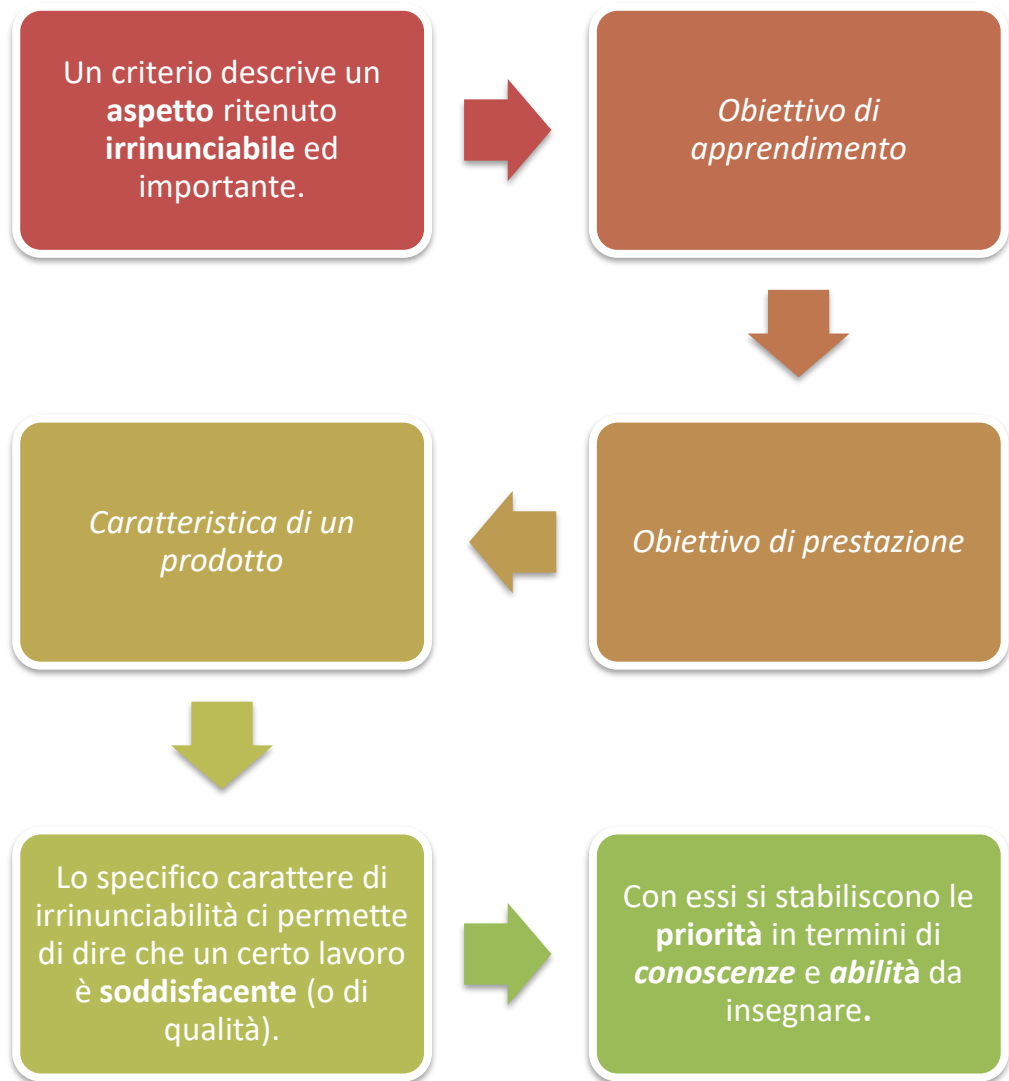 Un criterio descrive un
aspetto ritenuto
irrinunciabile ed
importante.
Obiettivo di
apprendimento
Obiettivo di prestazione
Caratteristica di un
prodotto
Lo specifico carattere di
irrinunciabilità ci permette
di dire che un certo lavoro
è soddisfacente (o di
qualità).
Con essi si stabiliscono le
priorità in termini di
conoscenze e abilità da
insegnare.